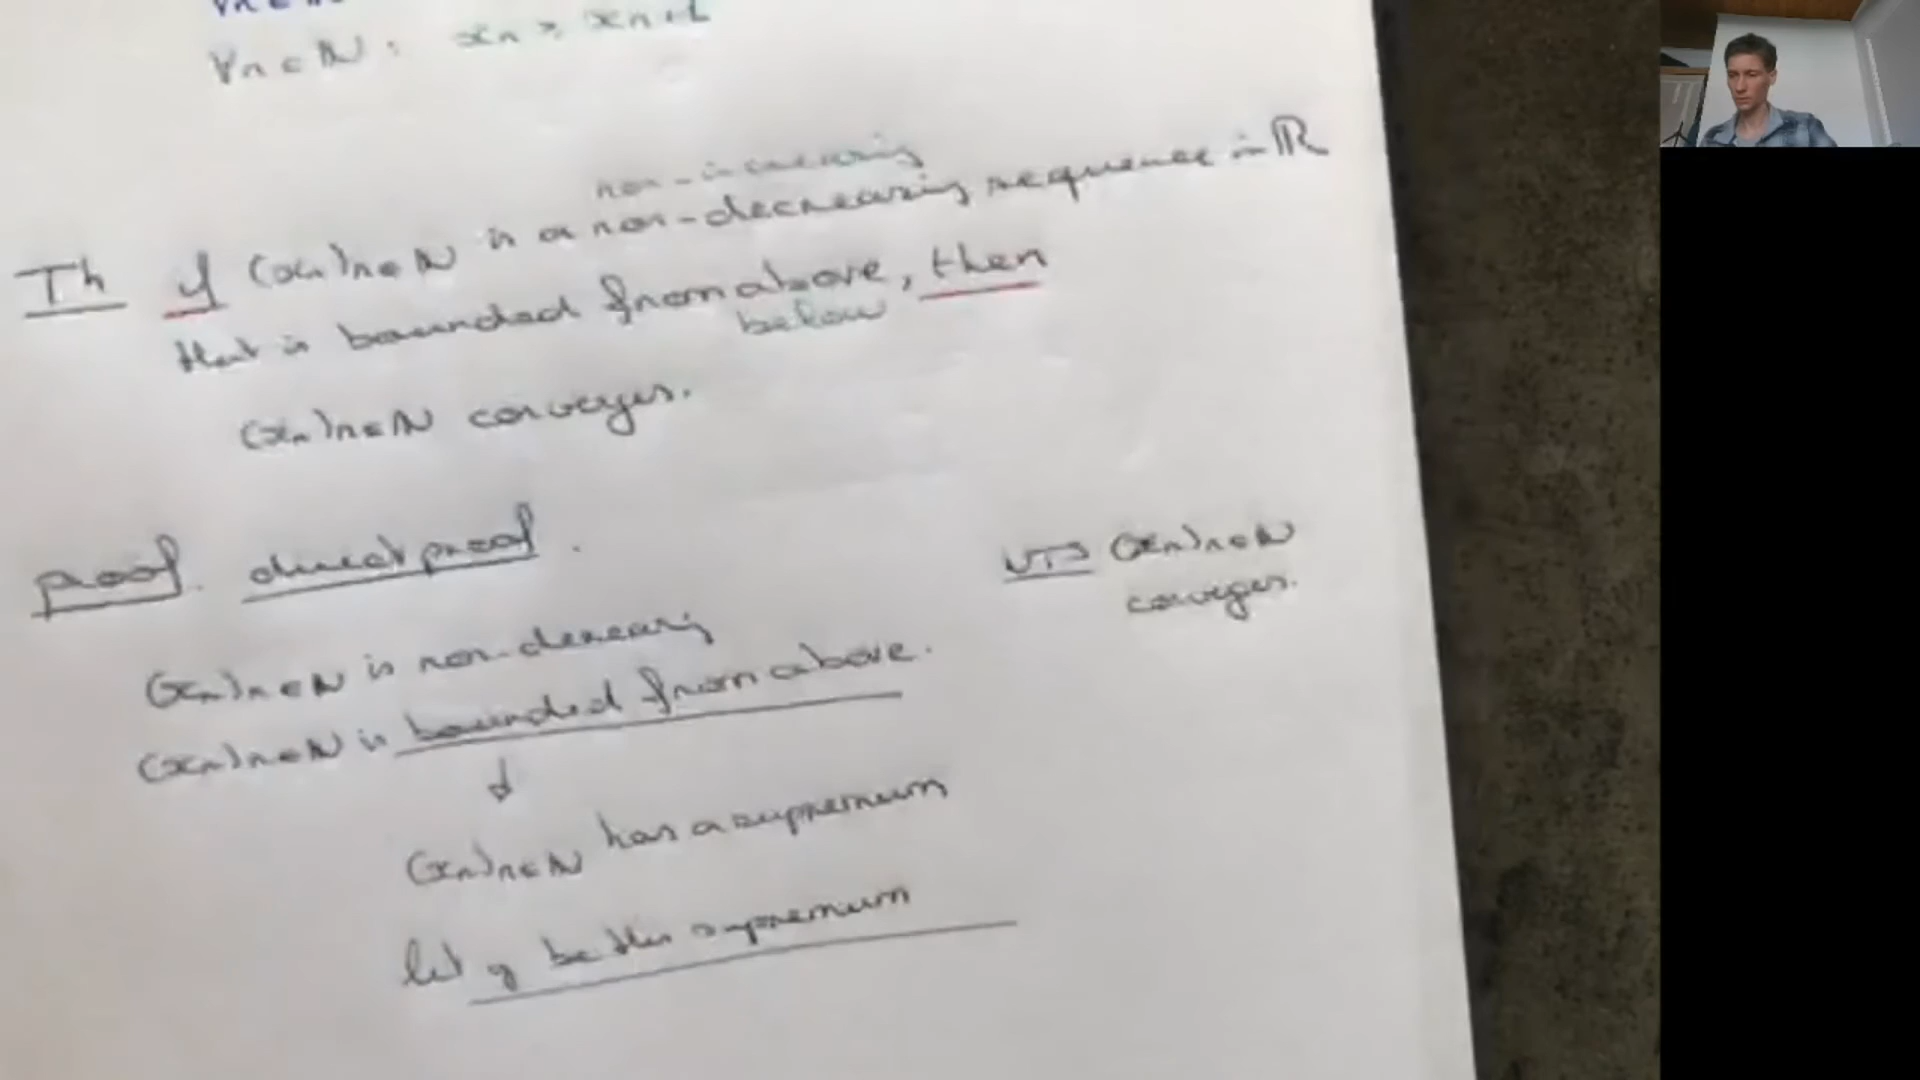 ∀n∈ℕ: xn ≥ xn+1
non-increasing
Th if (xn)n∈ℕ is a non-decreasing sequence in ℝ
that is bounded from above, then
below
(xn)n∈ℕ converges.
proof. direct proof.
WTS (xn)n∈ℕ
converges.
(xn)n∈ℕ is non-decreasing
(xn)n∈ℕ is bounded from above.
↓
(xn)n∈ℕ has a supremum
let y be this supremum